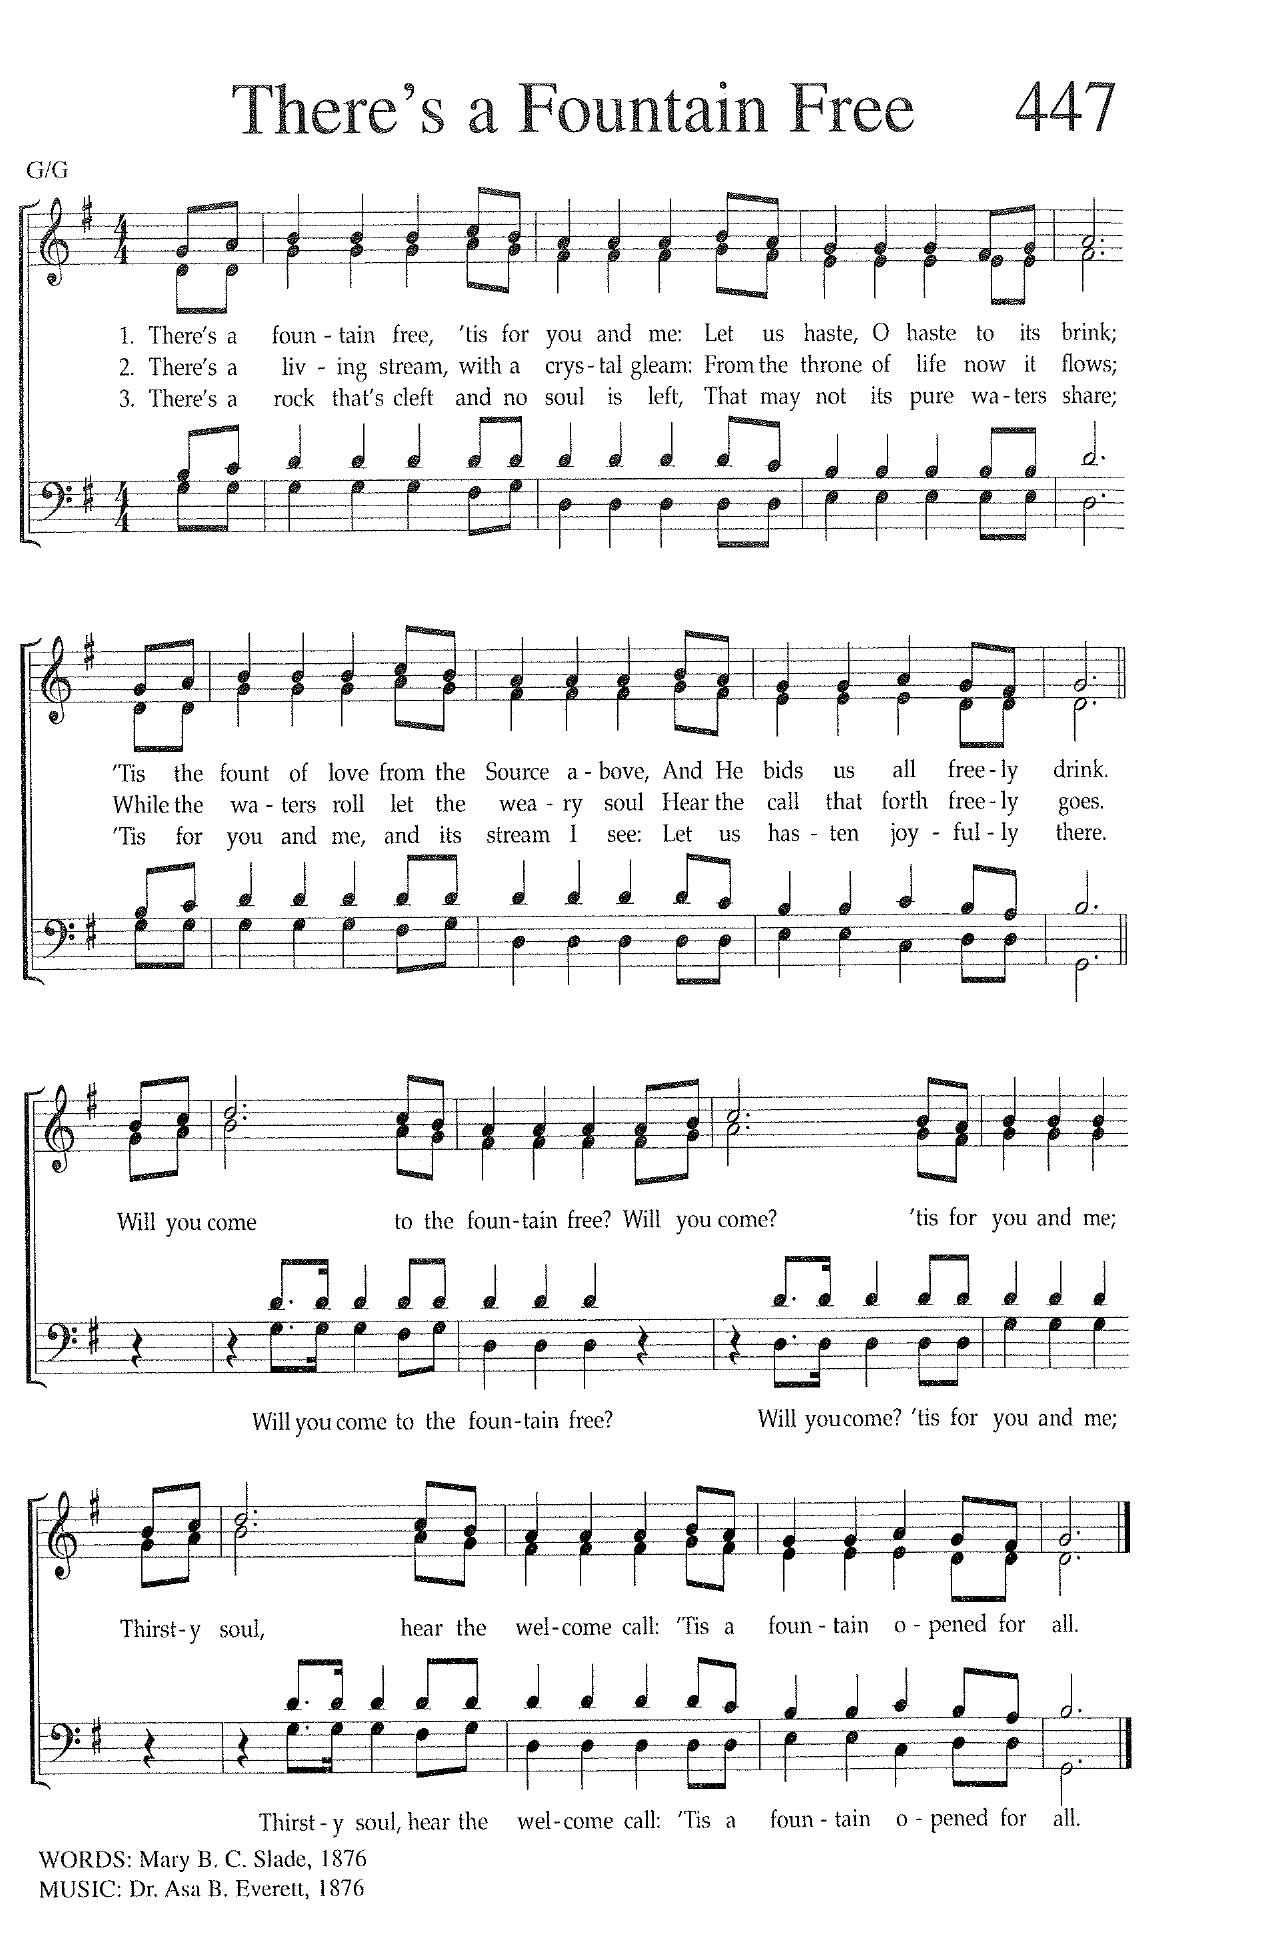 There's a Fountain Free 447
G/G
1. There's a foun - tain free, 'tis for you and me: Let us haste, O haste to its brink;
2. There's a liv - ing stream, with a crys - tal gleam: From the throne of life now it flows;
3. There's a rock that's cleft and no soul is left, That may not its pure wa - ters share;
'Tis the fount of love from the Source a - bove, And He bids us all free - ly drink.
While the wa - ters roll let the wea - ry soul Hear the call that forth free - ly goes.
'Tis for you and me, and its stream I see: Let us has - ten joy - ful - ly there.
Will you come to the foun - tain free? Will you come? 'tis for you and me;
Will you come to the foun - tain free? Will you come? 'tis for you and me;
Thirst - y soul, hear the wel - come call: 'Tis a foun - tain o - pened for all.
Thirst - y soul, hear the wel - come call: 'Tis a foun - tain o - pened for all.
WORDS: Mary B. C. Slade, 1876
MUSIC: Dr. Asa B. Everett, 1876